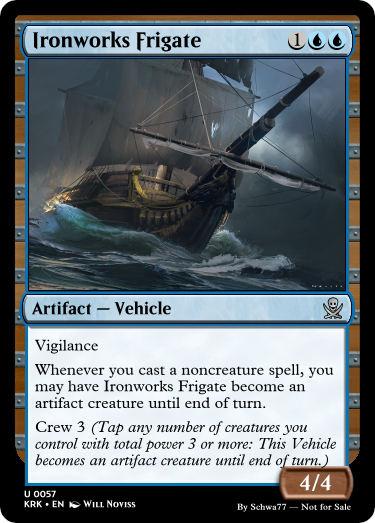 Ironworks Frigate 1
Artifact — Vehicle
Vigilance
Whenever you cast a noncreature spell, you
may have Ironworks Frigate become an
artifact creature until end of turn.
Crew 3 (Tap any number of creatures you
control with total power 3 or more: This Vehicle
becomes an artifact creature until end of turn.)
4/4
U 0057
KRK • EN Will Noviss
By Schwa77 — Not for Sale